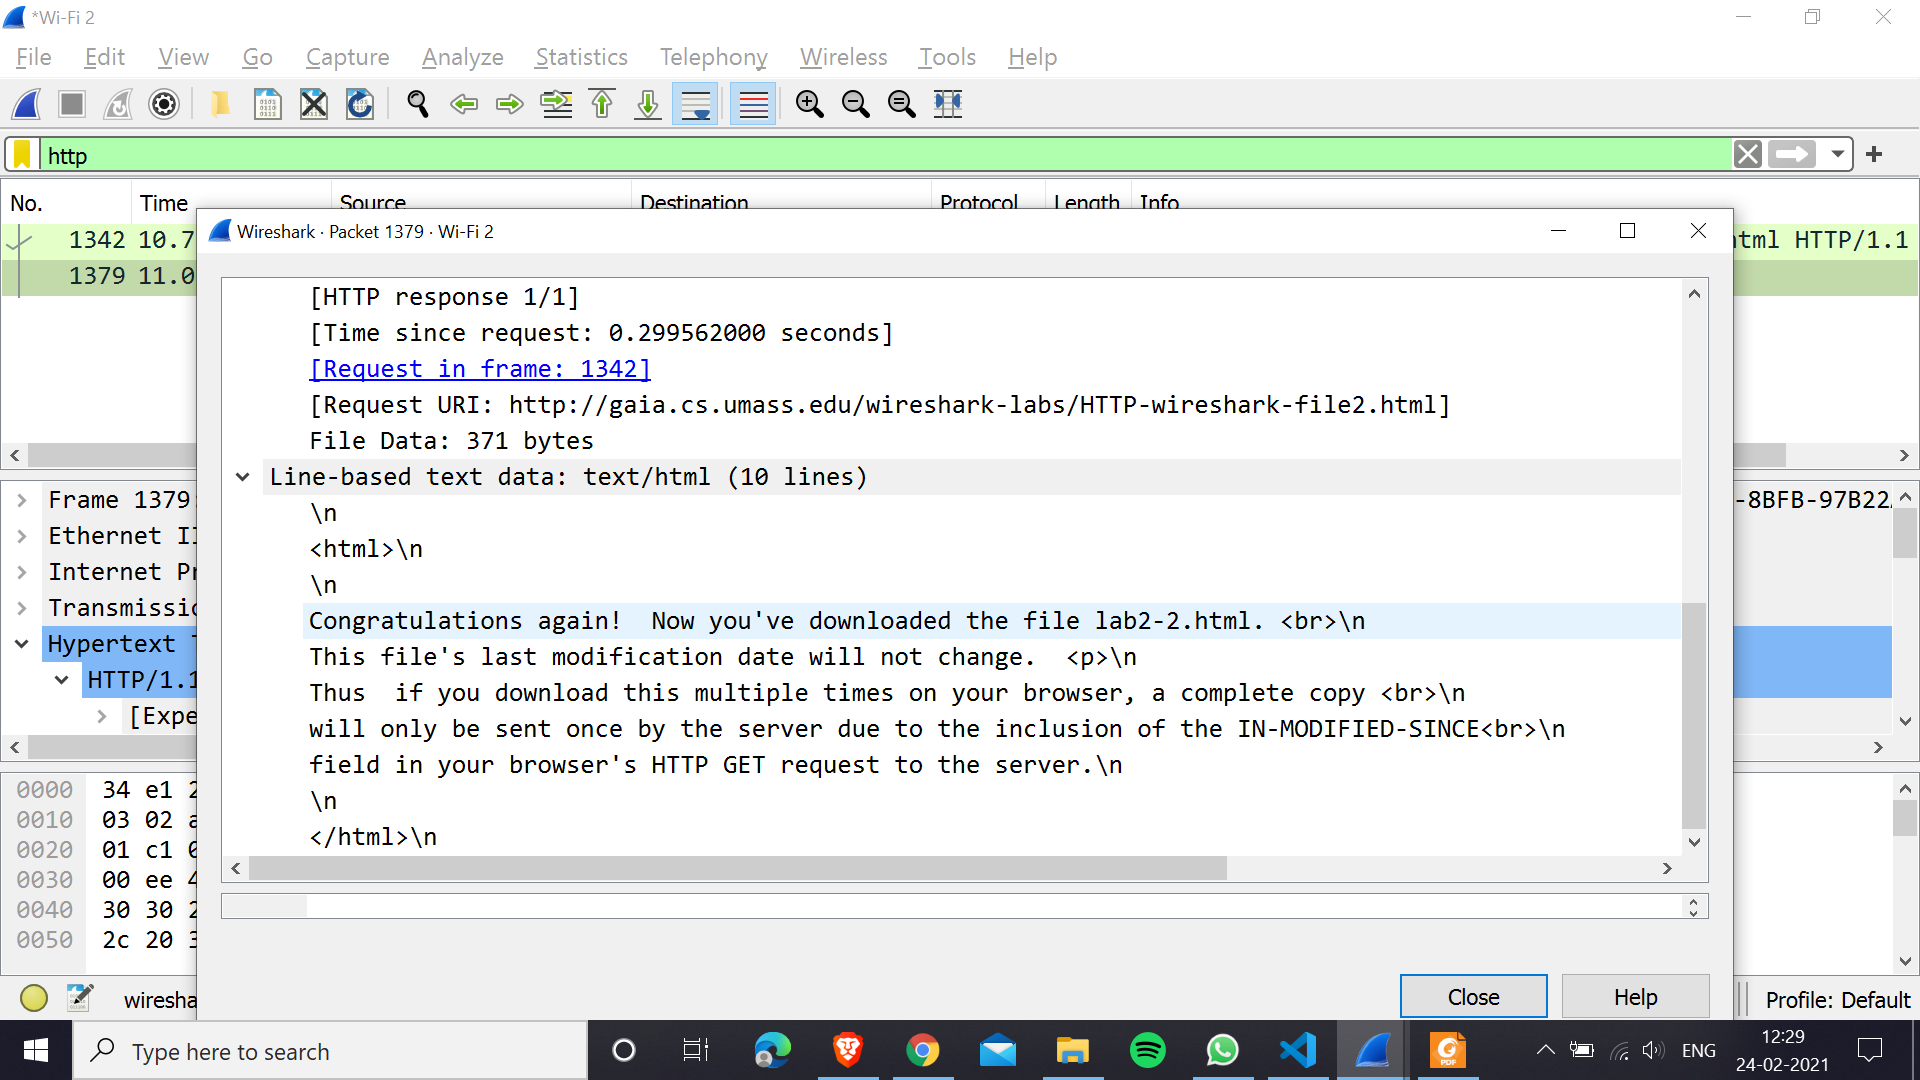 *Wi-Fi 2
File Edit View Go Capture Analyze Statistics Telephony Wireless Tools Help
http
No. Time Source Destination Protocol Length Info
1342 10.7
html HTTP/1.1
1379 11.0
Wireshark · Packet 1379 · Wi-Fi 2
[HTTP response 1/1]
[Time since request: 0.299562000 seconds]
[Request in frame: 1342]
[Request URI: http://gaia.cs.umass.edu/wireshark-labs/HTTP-wireshark-file2.html]
File Data: 371 bytes
Line-based text data: text/html (10 lines)
\n
<html>\n
\n
Congratulations again!  Now you've downloaded the file lab2-2.html. <br>\n
This file's last modification date will not change.  <p>\n
Thus  if you download this multiple times on your browser, a complete copy <br>\n
will only be sent once by the server due to the inclusion of the IN-MODIFIED-SINCE<br>\n
field in your browser's HTTP GET request to the server.\n
\n
</html>\n
Close Help
Frame 1379:
-8BFB-97B22
Ethernet II
Internet Pr
Transmissio
Hypertext T
HTTP/1.1
[Expe
0000 34 e1 2
0010 03 02 a
0020 01 c1 0
0030 00 ee 4
0040 30 30 2
0050 2c 20 3
wiresha
Profile: Default
Type here to search
PDF
ENG
12:29
24-02-2021